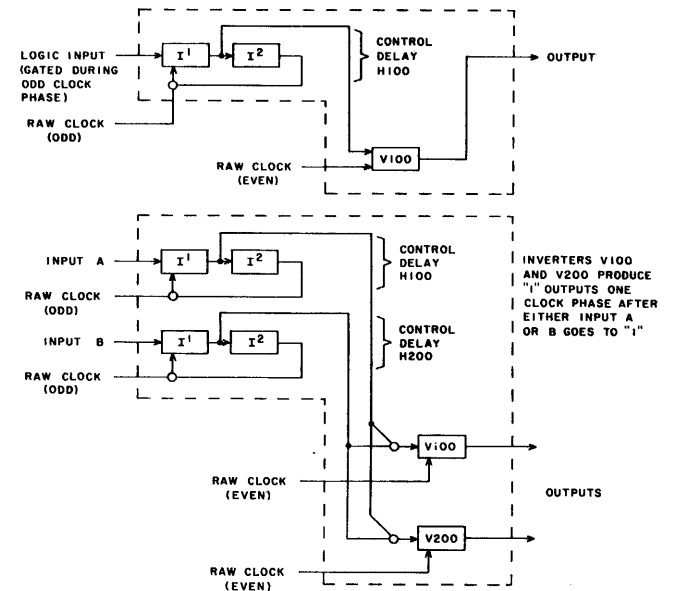 LOGIC INPUT
(GATED DURING
ODD CLOCK
PHASE)
RAW CLOCK
(ODD)
I1
I2
CONTROL
DELAY
H100
OUTPUT
RAW CLOCK
(EVEN)
V100
INPUT A
RAW CLOCK
(ODD)
I1
I2
CONTROL
DELAY
H100
INVERTERS V100
AND V200 PRODUCE
"1" OUTPUTS ONE
CLOCK PHASE AFTER
EITHER INPUT A
OR B GOES TO "1"
INPUT B
RAW CLOCK
(ODD)
I1
I2
CONTROL
DELAY
H200
V100
RAW CLOCK
(EVEN)
OUTPUTS
V200
RAW CLOCK
(EVEN)